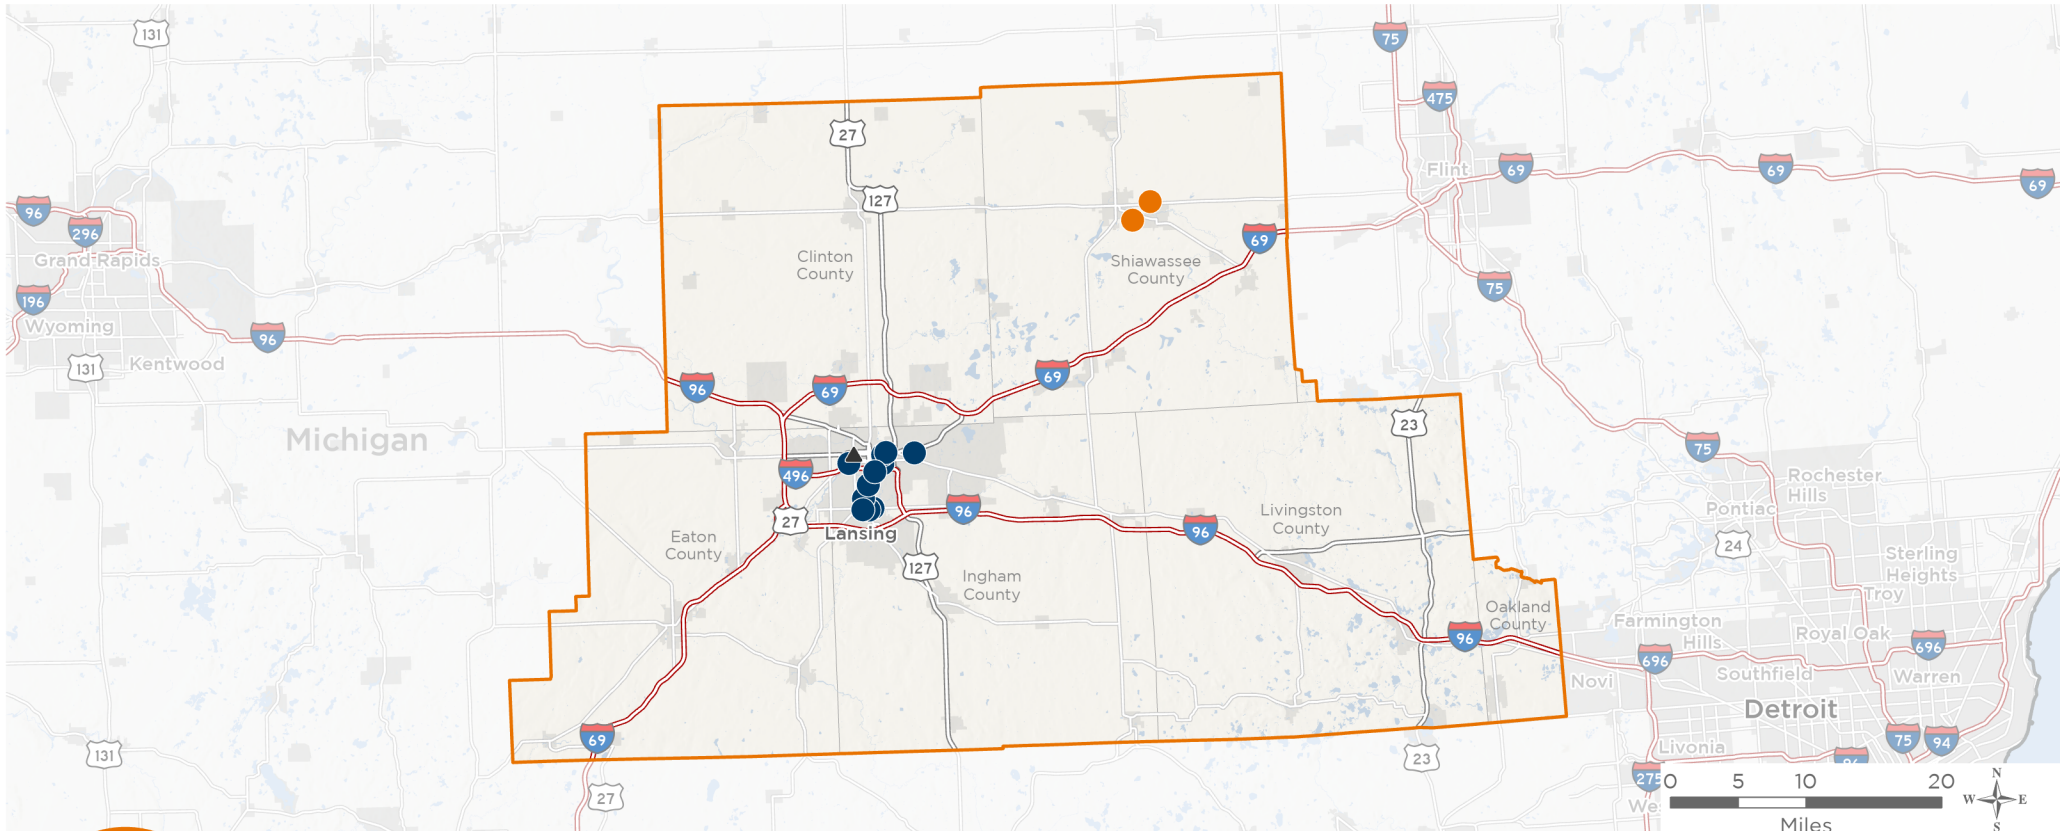 131
75
475
27
Flint
69
69
69
96
127
296
69
Grand Rapids
Clinton
County
Shiawassee
County
196
75
Wyoming
96
Kentwood
131
96
69
69
23
Michigan
75
496
Rochester
Hills
Pontiac
96
27
Lansing
96
Livingston
County
Eaton
County
24
127
Ingham
County
Sterling
Heights
Troy
Oakland
County
Farmington
Hills
96
Royal Oak
696
696
Novi
Southfield
Warren
Detroit
69
75
94
131
Livonia
23
275
27
0 5 10 20
Miles
N
W E
S